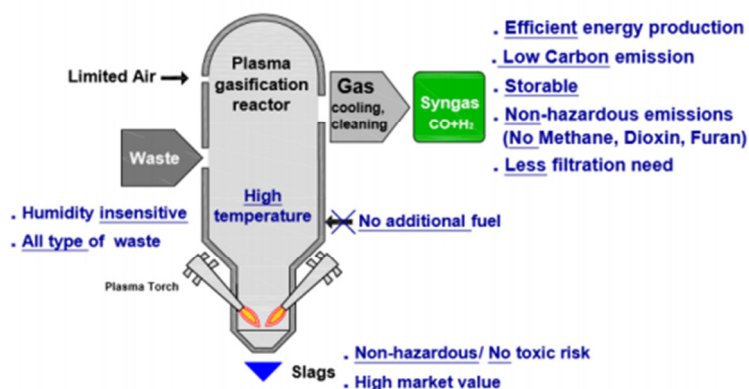 . Efficient energy production
. Low Carbon emission
. Storable
. Non-hazardous emissions
(No Methane, Dioxin, Furan)
. Less filtration need
Limited Air
Plasma
gasification
reactor
Gas
cooling,
cleaning
Syngas
CO+H₂
Waste
. Humidity insensitive
. All type of waste
High
temperature
No additional fuel
Plasma Torch
Slags
. Non-hazardous/ No toxic risk
. High market value